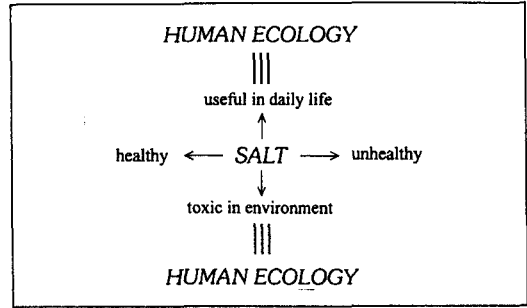 HUMAN ECOLOGY
useful in daily life
healthy ← SALT → unhealthy
toxic in environment
HUMAN ECOLOGY